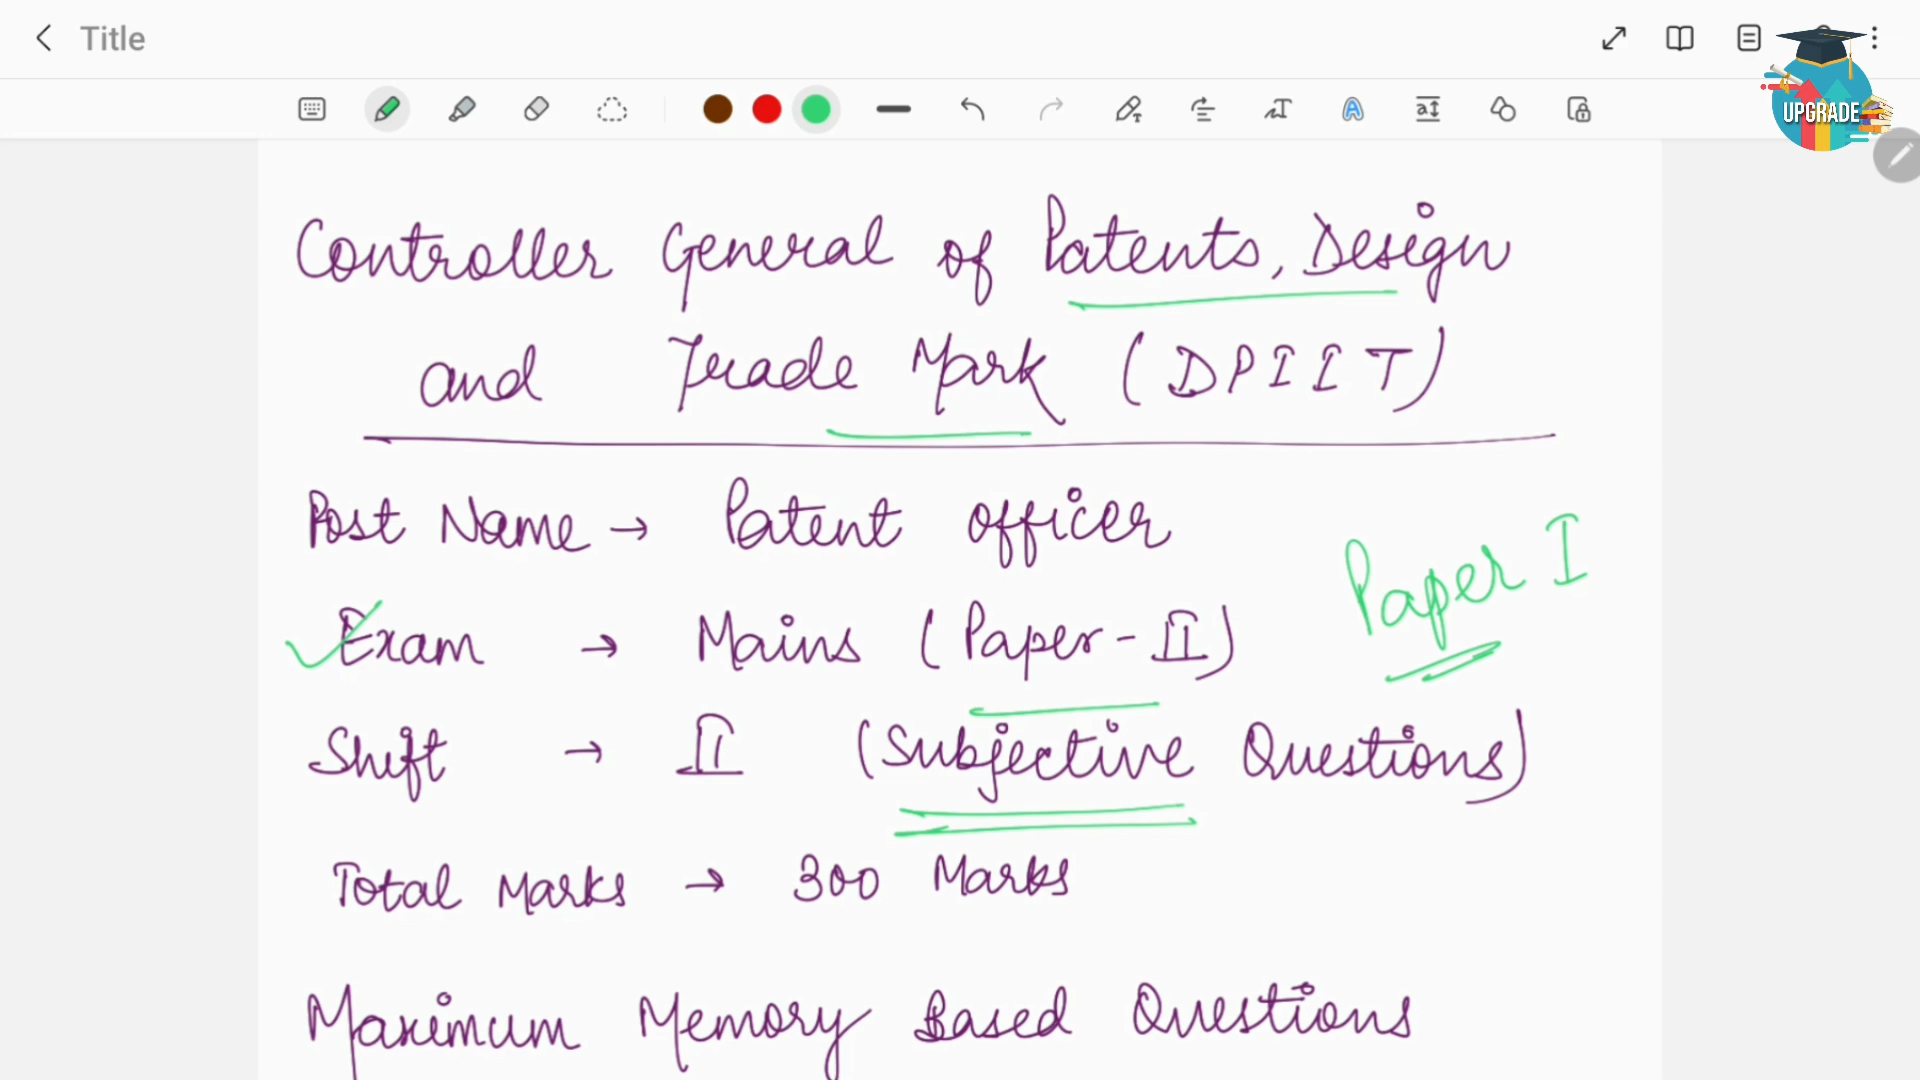 Title
UPGRADE
Controller General of Patents, Design
and Trade Mark (DPIIT)
Post Name → Patent officer
Paper I
Exam → Mains (Paper - II)
Shift → II (Subjective Questions)
Total Marks → 300 Marks
Maximum Memory Based Questions